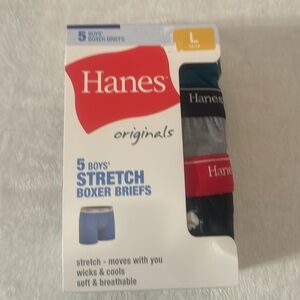 5 BOYS'
BOXER BRIEFS
L
Hanes
originals
Hanes
5 BOYS'
STRETCH
BOXER BRIEFS
Hane
stretch - moves with you
wicks & cools
soft & breathable